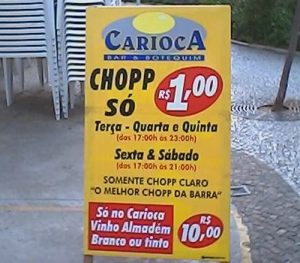 CARIOCA
BAR & BOTEQUIM
CHOPP
SÓ
R$ 1,00
Terça - Quarta e Quinta
(das 17:00h às 23:00h)
Sexta & Sábado
(das 17:00h às 21:00h)
SOMENTE CHOPP CLARO
"O MELHOR CHOPP DA BARRA"
Só no Carioca
Vinho Almadém
Branco ou tinto
R$
10,00